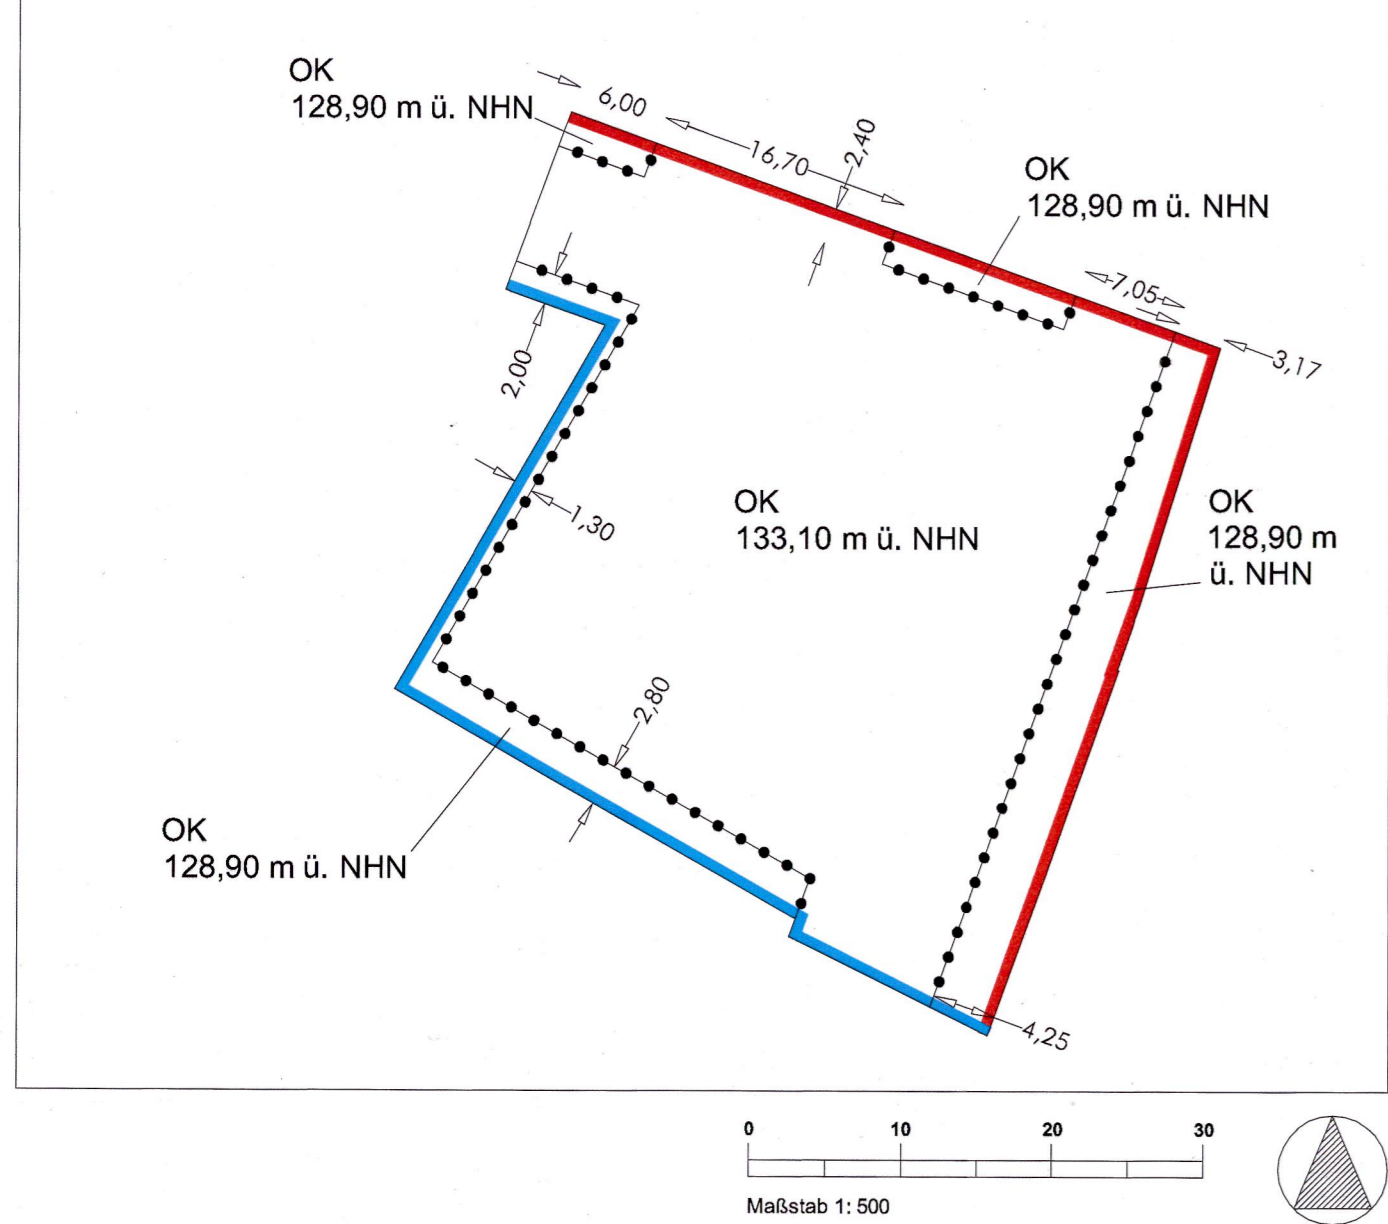 OK
128,90 m ü. NHN
6,00
16,70
2,40
OK
128,90 m ü. NHN
7,05
3,17
2,00
1,30
OK
133,10 m ü. NHN
OK
128,90 m
ü. NHN
2,80
OK
128,90 m ü. NHN
4,25
0 10 20 30
Maßstab 1: 500